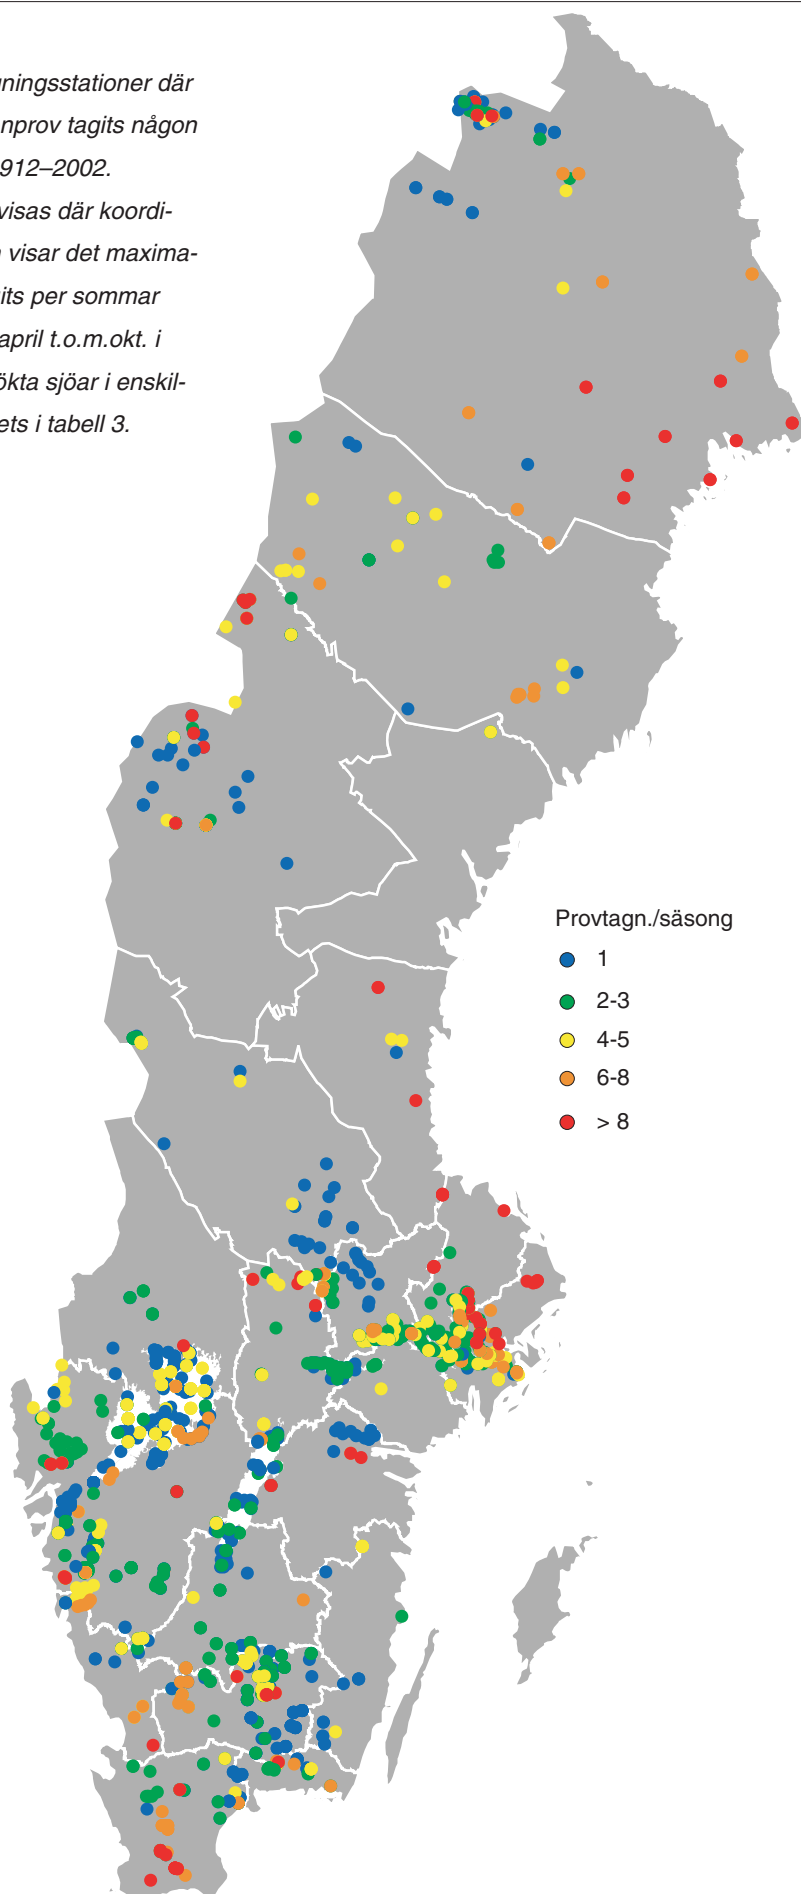 ningsstationer där
nprov tagits någon
912–2002.
visas där koordi-
visar det maxima-
its per sommar
april t.o.m.okt. i
ökta sjöar i enskil-
ets i tabell 3.
Provtagn./säsong
1
2-3
4-5
6-8
> 8